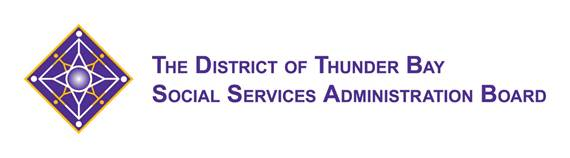 The District of Thunder Bay
Social Services Administration Board